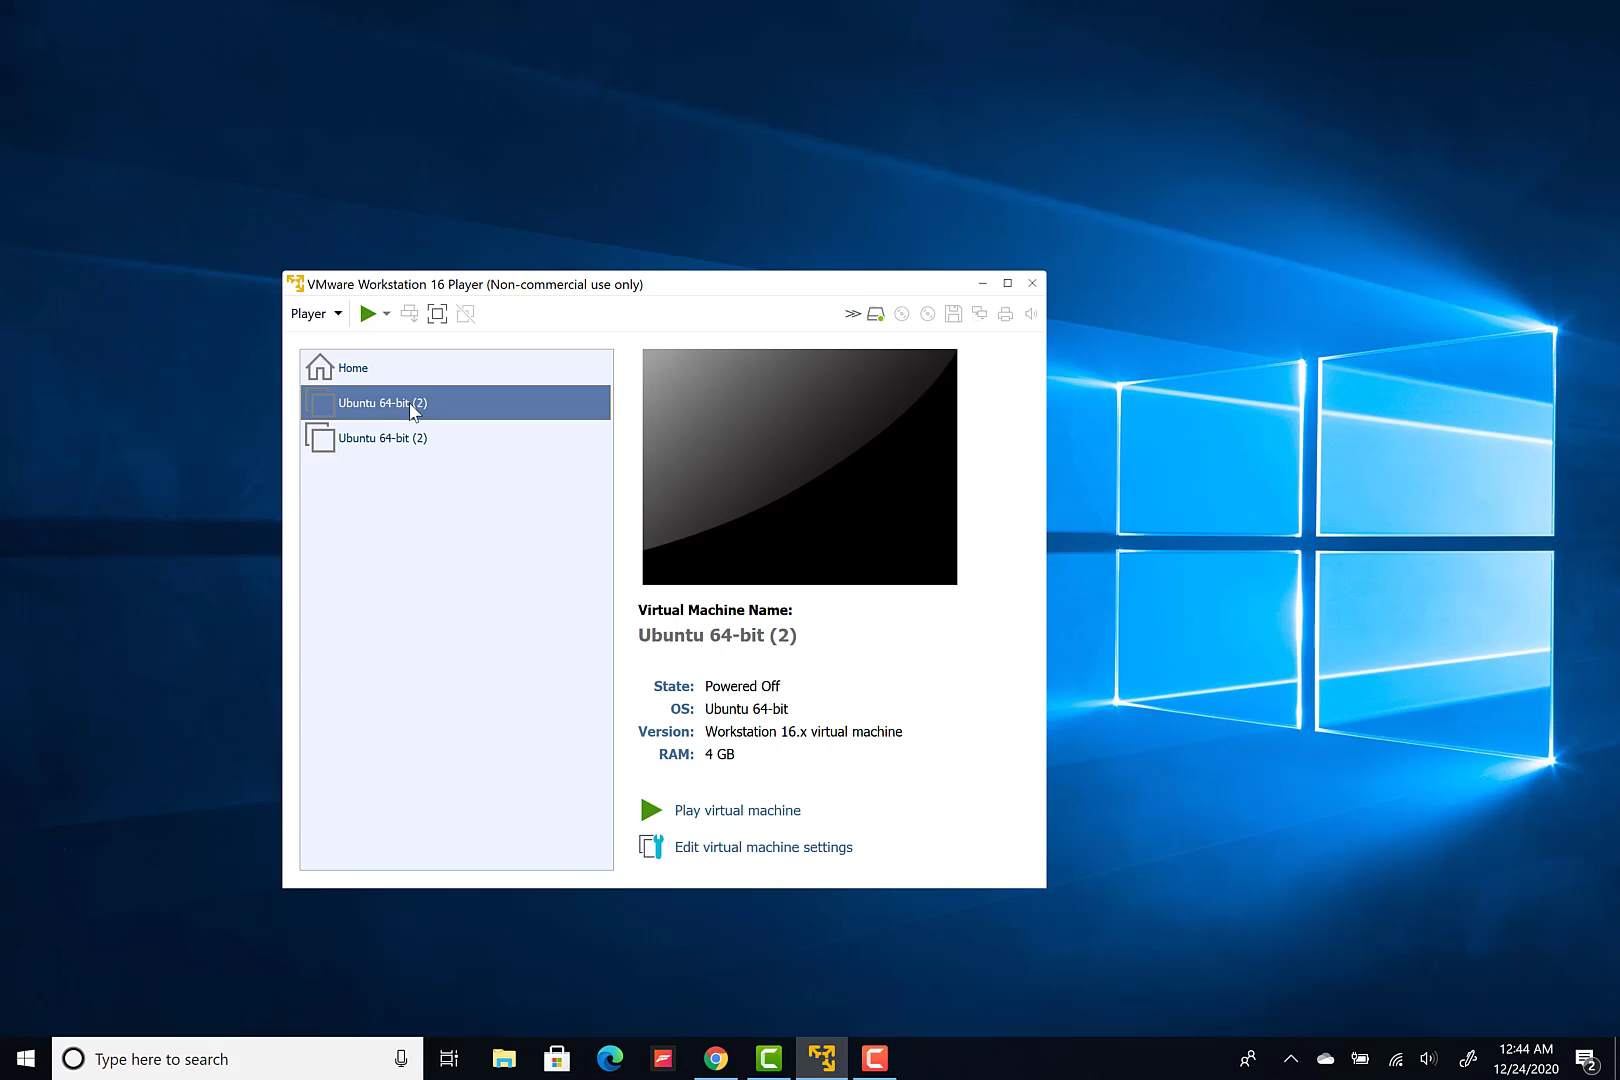 VMware Workstation 16 Player (Non-commercial use only)
Player
Home
Ubuntu 64-bit (2)
Ubuntu 64-bit (2)
Virtual Machine Name:
Ubuntu 64-bit (2)
State: Powered Off
OS: Ubuntu 64-bit
Version: Workstation 16.x virtual machine
RAM: 4 GB
Play virtual machine
Edit virtual machine settings
Type here to search
12:44 AM
12/24/2020
2